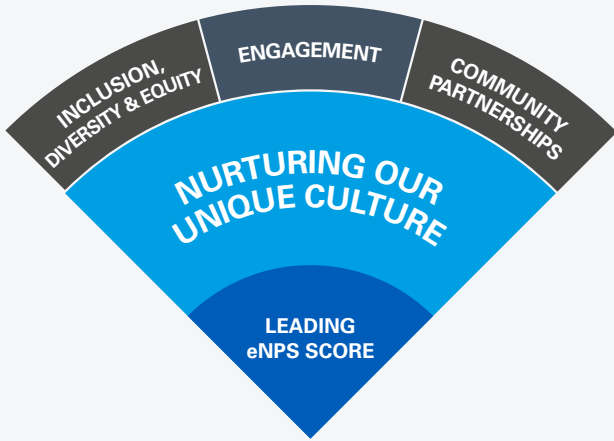 INCLUSION,
DIVERSITY & EQUITY
ENGAGEMENT
COMMUNITY
PARTNERSHIPS
NURTURING OUR
UNIQUE CULTURE
LEADING
eNPS SCORE